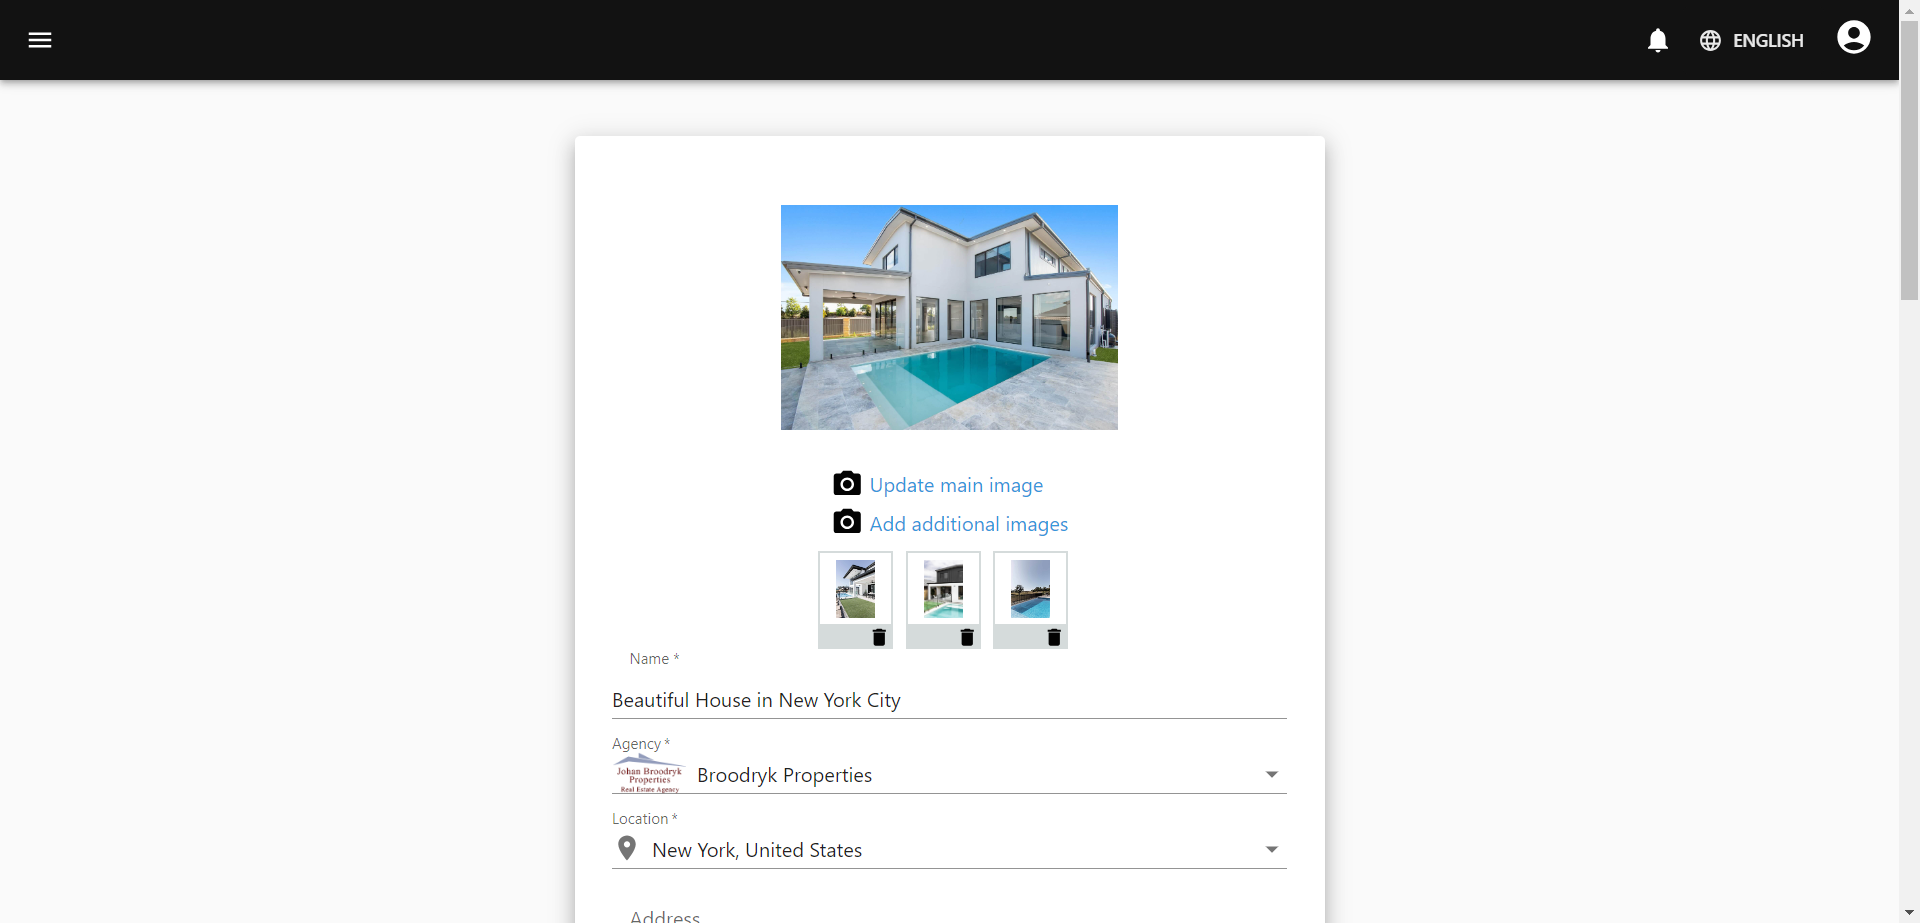 ENGLISH
Update main image
Add additional images
Name *
Beautiful House in New York City
Agency *
Johan Broodryk
Properties
Real Estate Agency
Broodryk Properties
Location *
New York, United States
Address